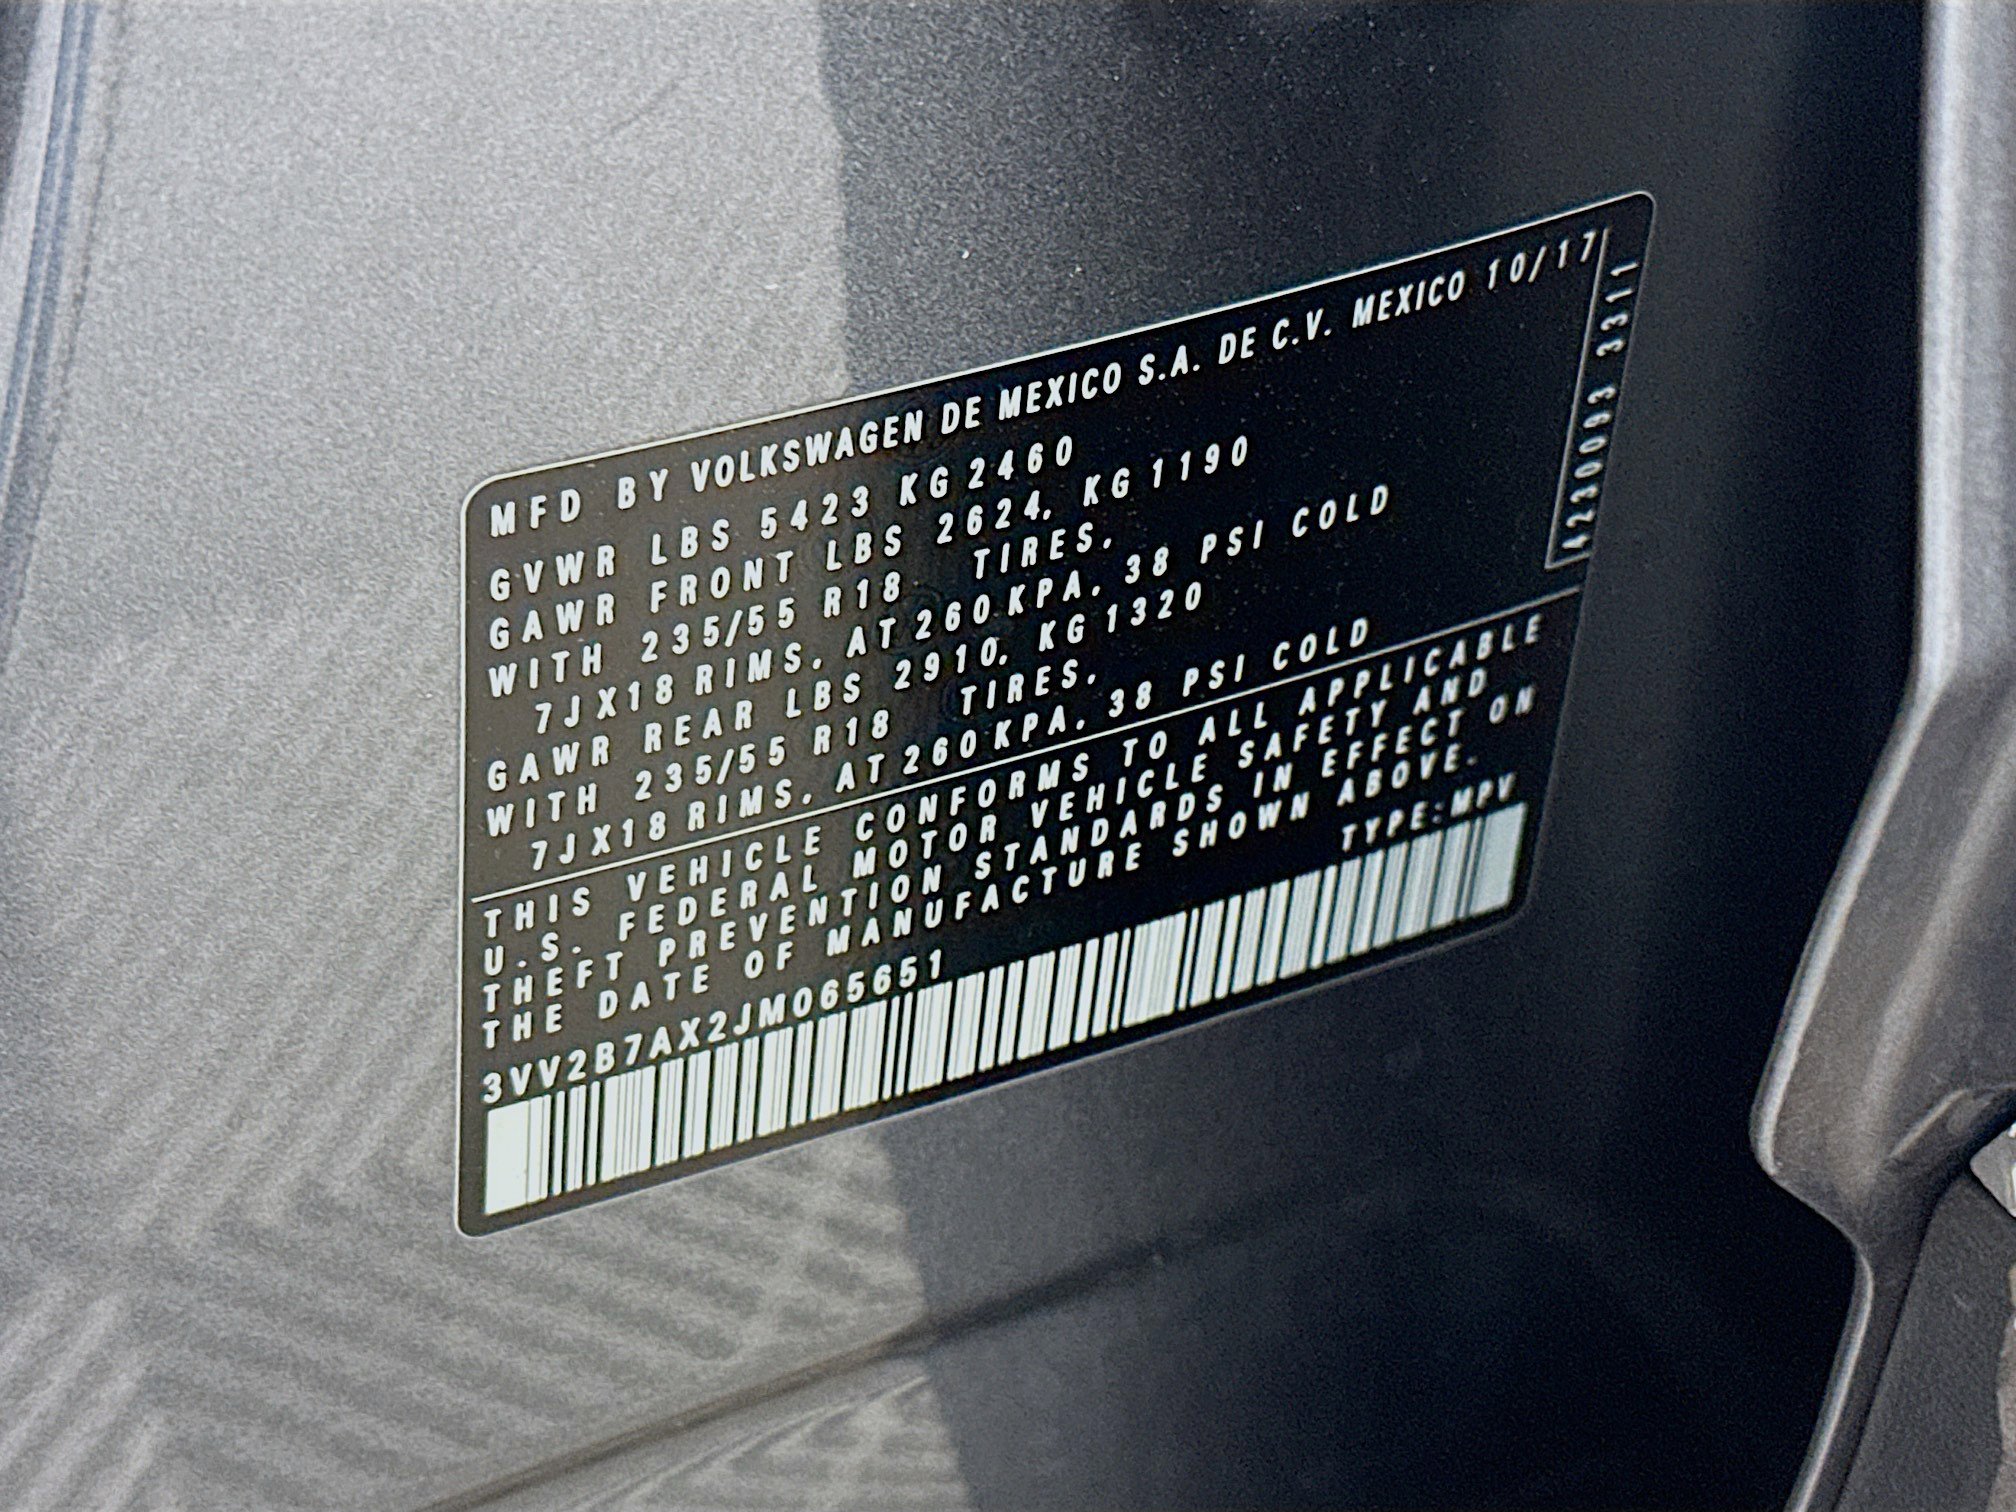 MFD BY VOLKSWAGEN DE MEXICO S.A. DE C.V. MEXICO 10/17
GVWR LBS 5423 KG 2460
GAWR FRONT LBS 2624. KG 1190
WITH 235/55 R18 TIRES.
7JX18 RIMS. AT 260 KPA. 38 PSI COLD
GAWR REAR LBS 2910. KG 1320
WITH 235/55 R18 TIRES.
7JX18 RIMS. AT 260 KPA. 38 PSI COLD
THIS VEHICLE CONFORMS TO ALL APPLICABLE
U.S. FEDERAL MOTOR VEHICLE SAFETY AND
THEFT PREVENTION STANDARDS IN EFFECT ON
THE DATE OF MANUFACTURE SHOWN ABOVE.
TYPE:MPV
3VV2B7AX2JM065651
4230093 3311